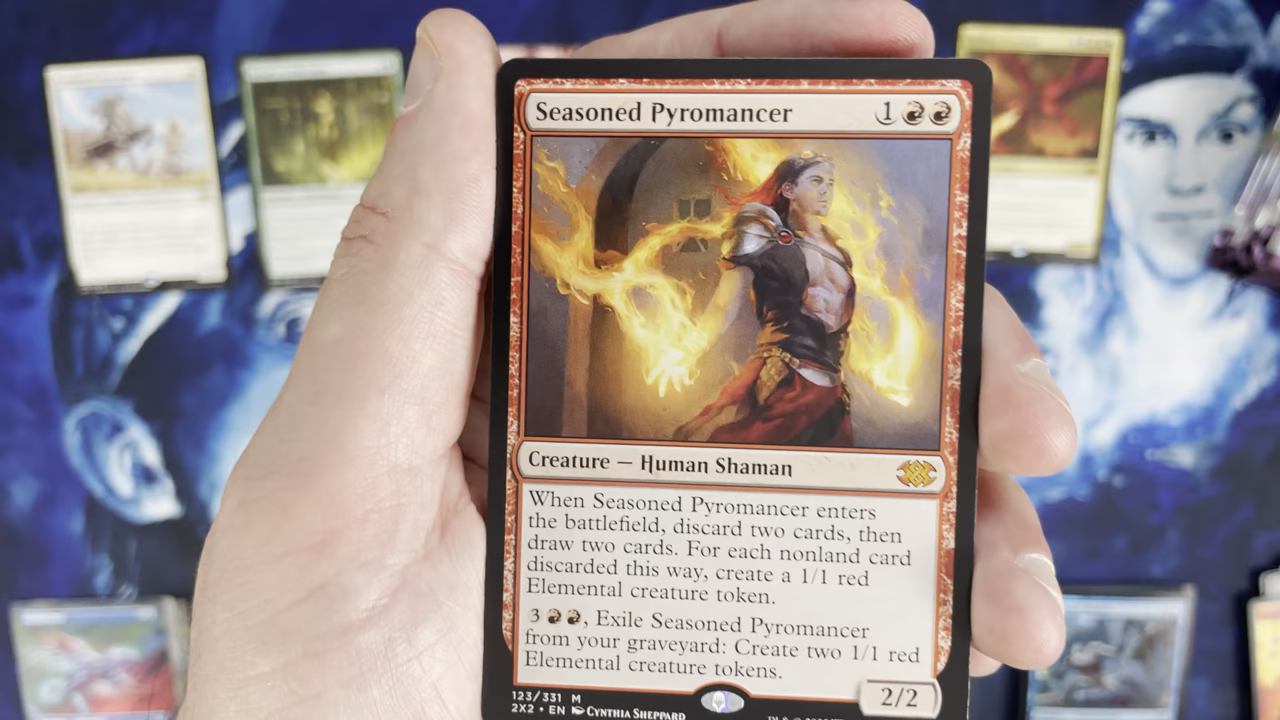 Seasoned Pyromancer 1
Creature — Human Shaman
When Seasoned Pyromancer enters
the battlefield, discard two cards, then
draw two cards. For each nonland card
discarded this way, create a 1/1 red
Elemental creature token.
3 , Exile Seasoned Pyromancer
from your graveyard: Create two 1/1 red
Elemental creature tokens.
2/2
123/331 M
2X2 • EN Cynthia Sheppard